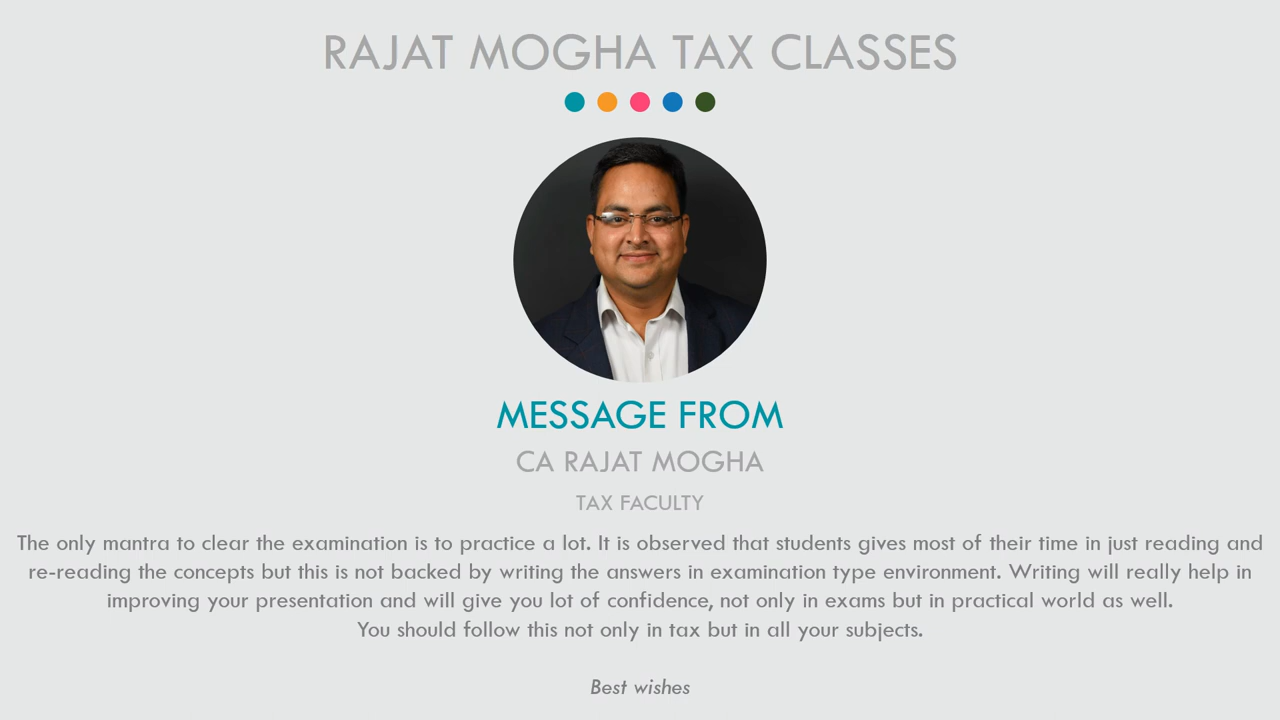 RAJAT MOGHA TAX CLASSES
MESSAGE FROM
CA RAJAT MOGHA
TAX FACULTY
The only mantra to clear the examination is to practice a lot. It is observed that students gives most of their time in just reading and
re-reading the concepts but this is not backed by writing the answers in examination type environment. Writing will really help in
improving your presentation and will give you lot of confidence, not only in exams but in practical world as well.
You should follow this not only in tax but in all your subjects.
Best wishes